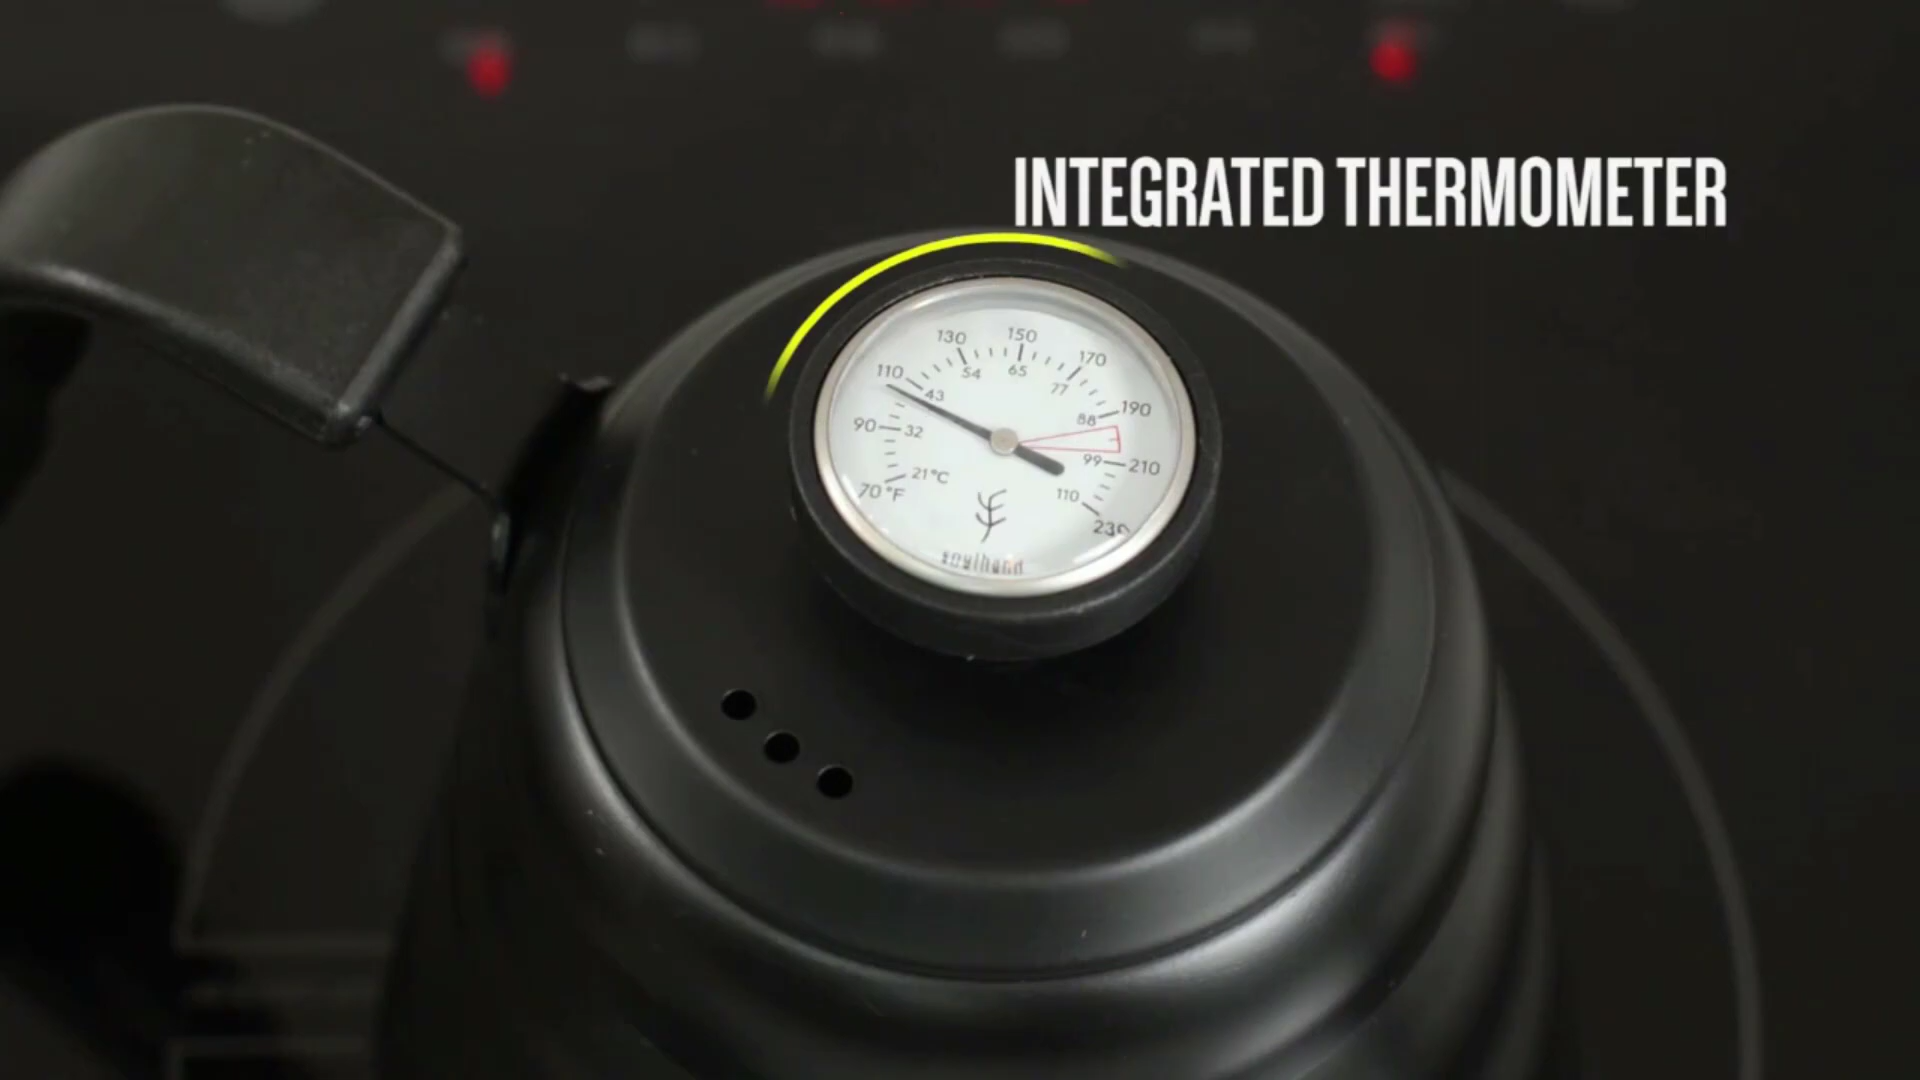 INTEGRATED THERMOMETER
130 150 170
110 54 65 77 190
43 88
90 32 99 210
70 °F 21 °C 110
230
soulhand